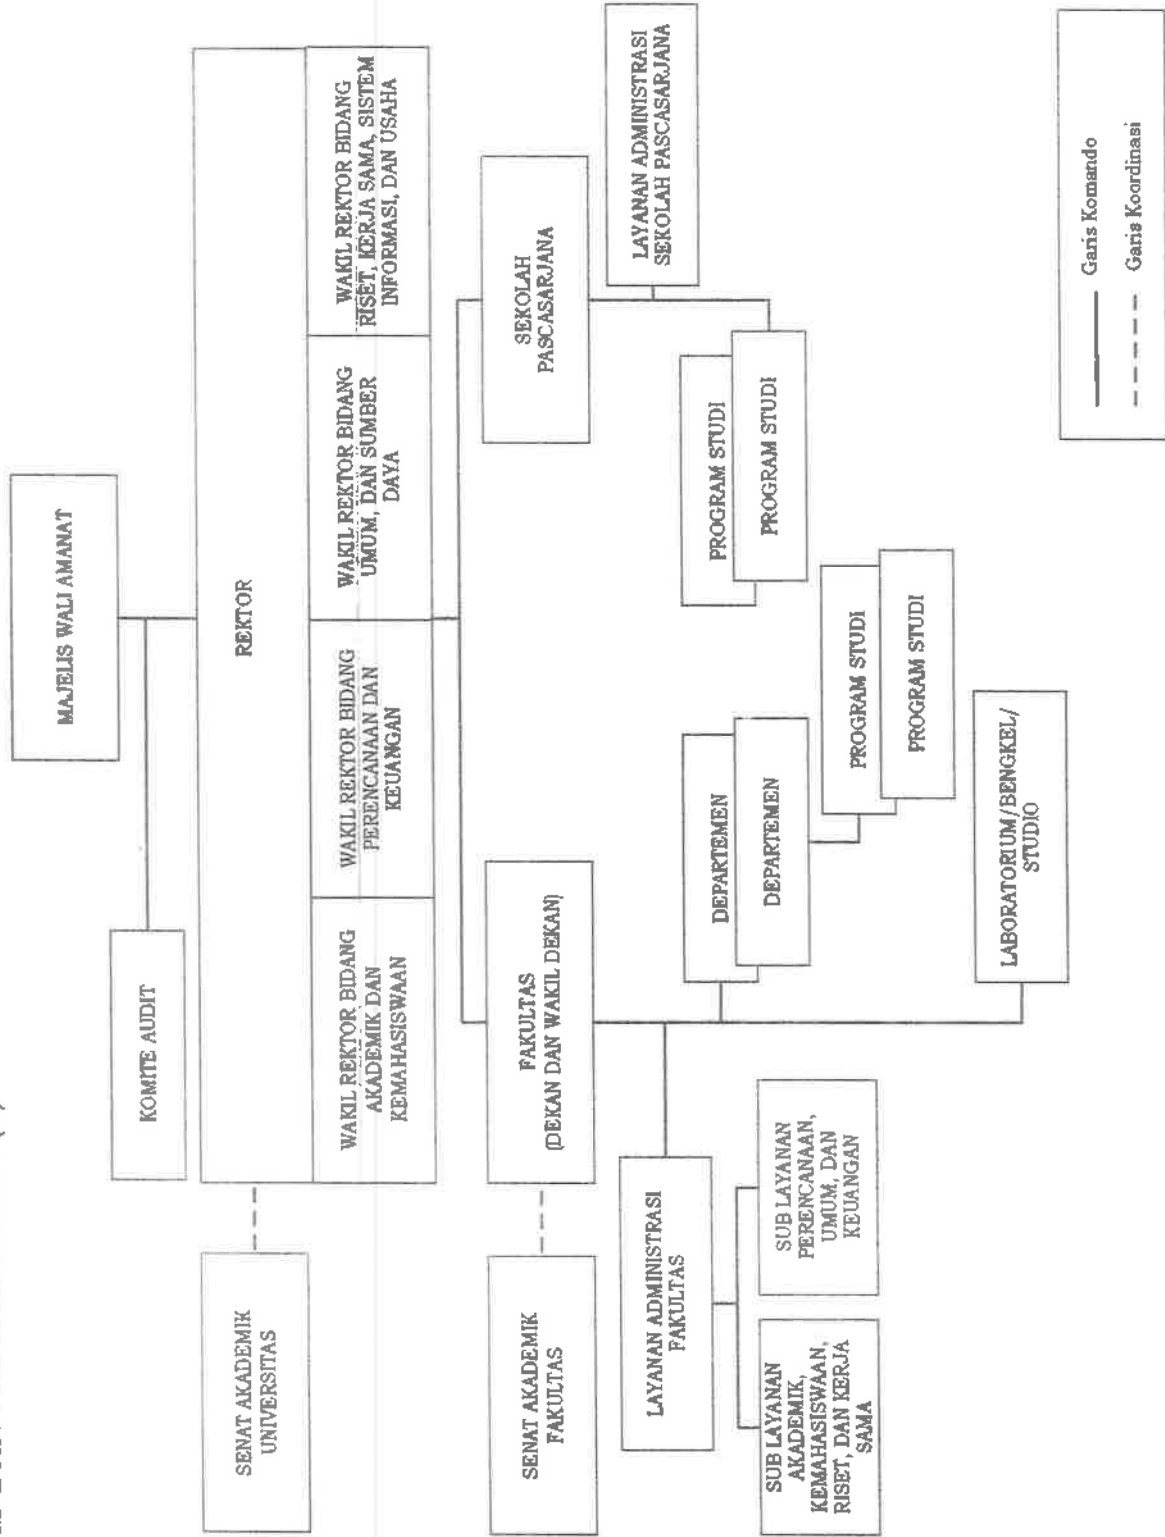 MAJELIS WALI AMANAT
KOMITE AUDIT
REKTOR
SENAT AKADEMIK
UNIVERSITAS
WAKIL REKTOR BIDANG
AKADEMIK DAN
KEMAHASISWAAN
WAKIL REKTOR BIDANG
PERENCANAAN DAN
KEUANGAN
WAKIL REKTOR BIDANG
UMUM, DAN SUMBER
DAYA
WAKIL REKTOR BIDANG
RISET, KERJA SAMA, SISTEM
INFORMASI, DAN USAHA
SENAT AKADEMIK
FAKULTAS
FAKULTAS
(DEKAN DAN WAKIL DEKAN)
SEKOLAH
PASCASARJANA
LAYANAN ADMINISTRASI
FAKULTAS
LAYANAN ADMINISTRASI
SEKOLAH PASCASARJANA
DEPARTEMEN
DEPARTEMEN
PROGRAM STUDI
PROGRAM STUDI
SUB LAYANAN
AKADEMIK,
KEMAHASISWAAN,
RISET, DAN KERJA
SAMA
SUB LAYANAN
PERENCANAAN,
UMUM, DAN
KEUANGAN
PROGRAM STUDI
PROGRAM STUDI
LABORATORIUM/BENGKEL/
STUDIO
Garis Komando
Garis Koordinasi